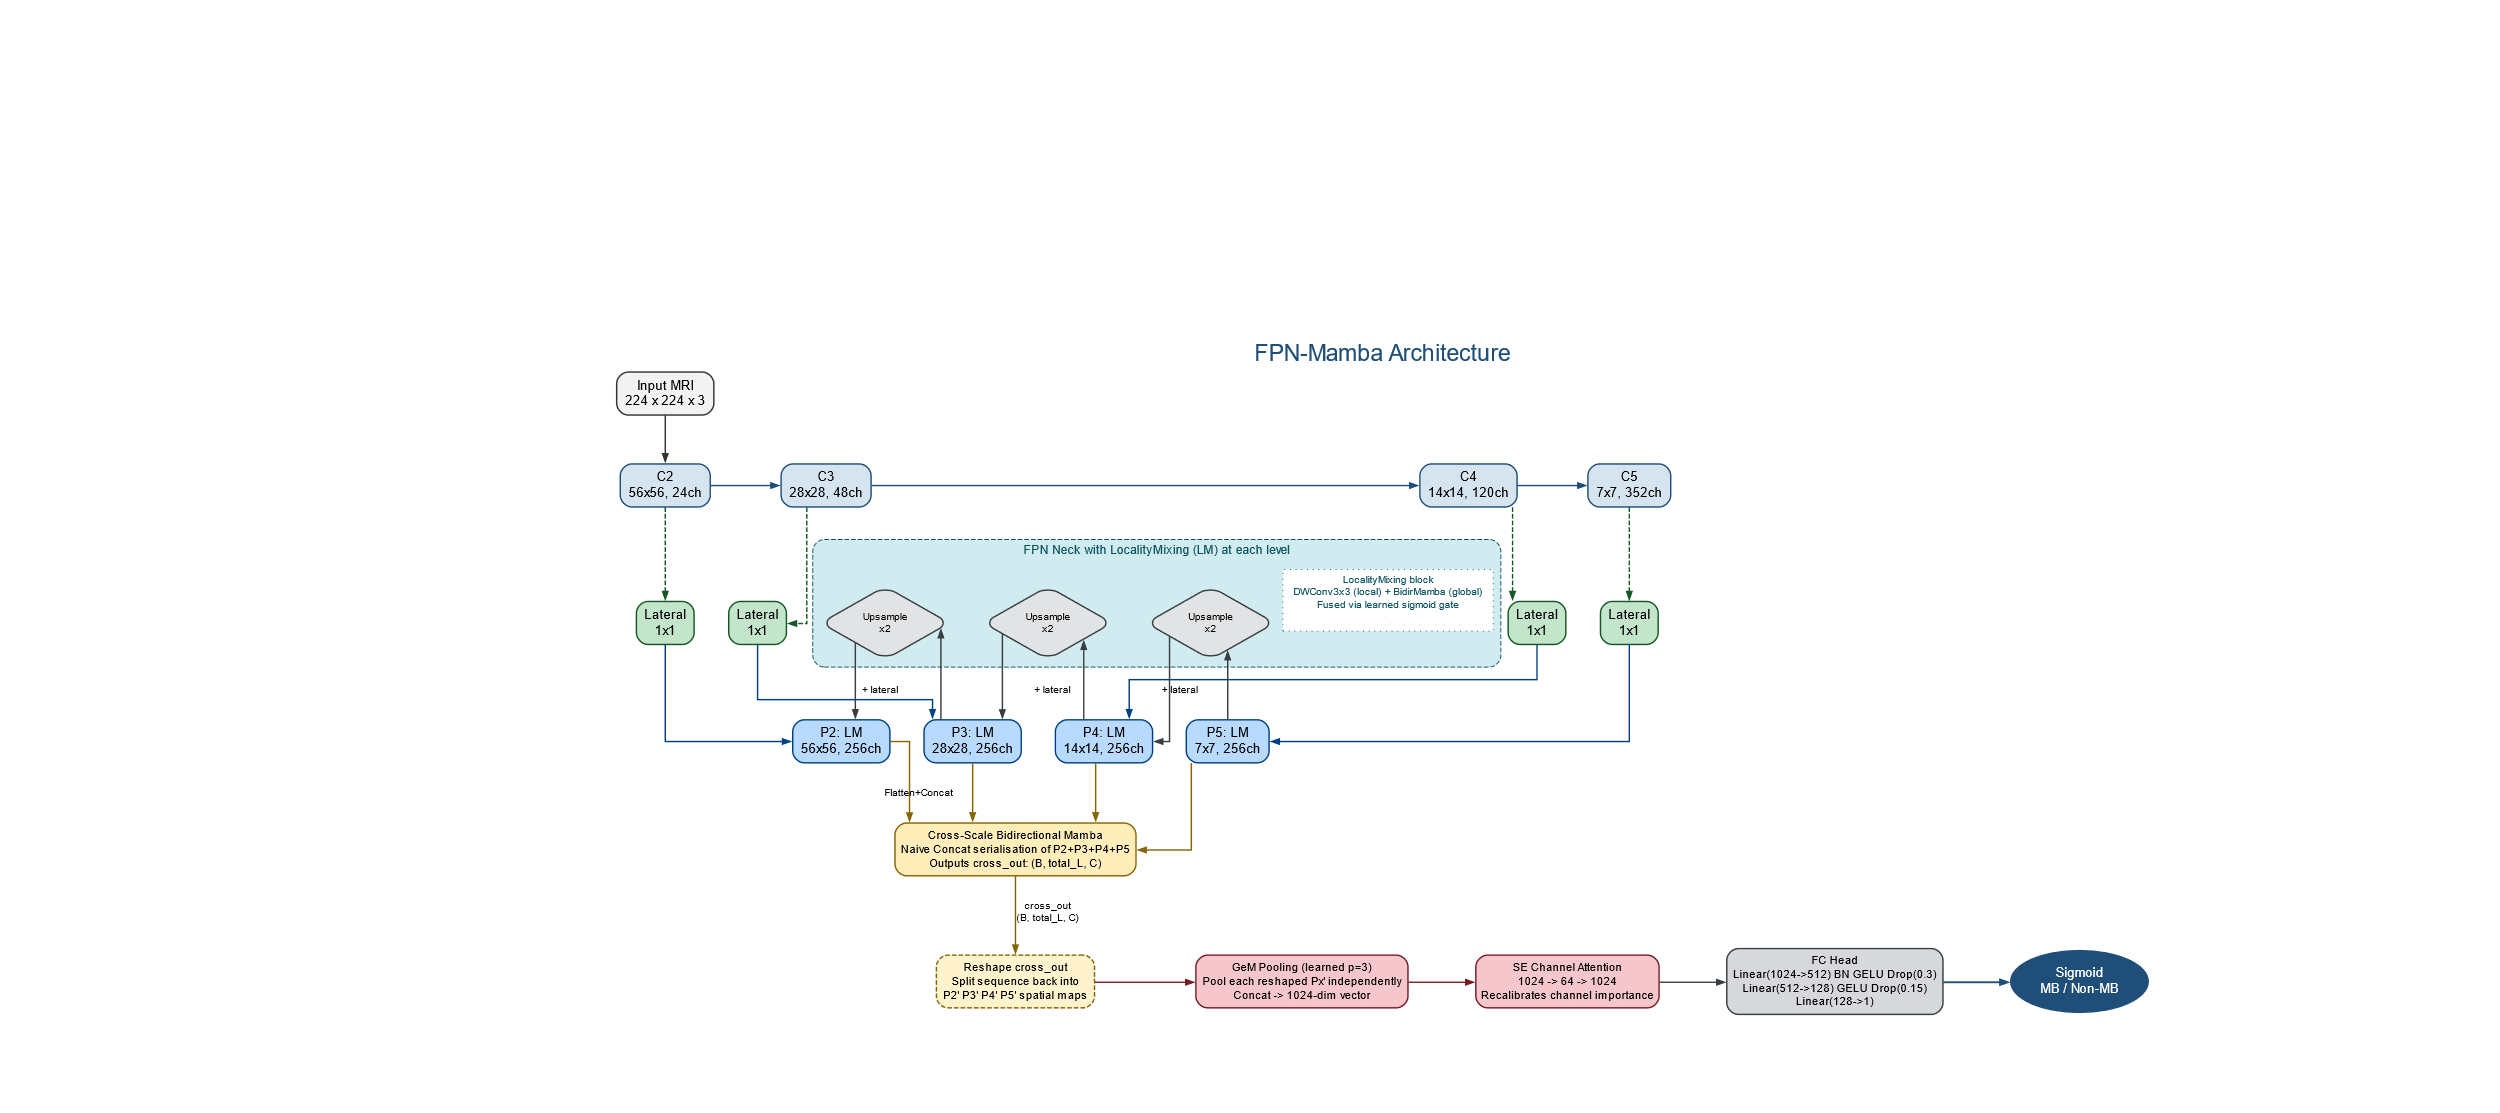 FPN-Mamba Architecture
Input MRI
224 x 224 x 3
C2
56x56, 24ch
C3
28x28, 48ch
C4
14x14, 120ch
C5
7x7, 352ch
FPN Neck with LocalityMixing (LM) at each level
LocalityMixing block
DWConv3x3 (local) + BidirMamba (global)
Fused via learned sigmoid gate
Lateral
1x1
Lateral
1x1
Upsample
x2
Upsample
x2
Upsample
x2
Lateral
1x1
Lateral
1x1
+ lateral
+ lateral
+ lateral
P2: LM
56x56, 256ch
P3: LM
28x28, 256ch
P4: LM
14x14, 256ch
P5: LM
7x7, 256ch
Flatten+Concat
Cross-Scale Bidirectional Mamba
Naive Concat serialisation of P2+P3+P4+P5
Outputs cross_out: (B, total_L, C)
cross_out
(B, total_L, C)
Reshape cross_out
Split sequence back into
P2' P3' P4' P5' spatial maps
GeM Pooling (learned p=3)
Pool each reshaped Px' independently
Concat -> 1024-dim vector
SE Channel Attention
1024 -> 64 -> 1024
Recalibrates channel importance
FC Head
Linear(1024->512) BN GELU Drop(0.3)
Linear(512->128) GELU Drop(0.15)
Linear(128->1)
Sigmoid
MB / Non-MB